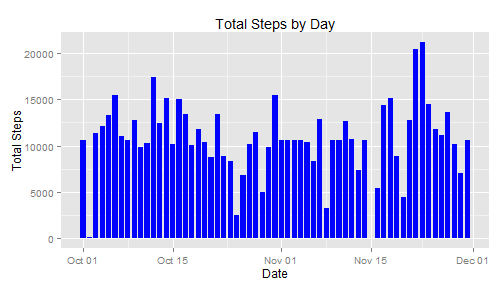 Total Steps by Day
Total Steps
20000
15000
10000
5000
0
Oct 01
Oct 15
Nov 01
Nov 15
Dec 01
Date